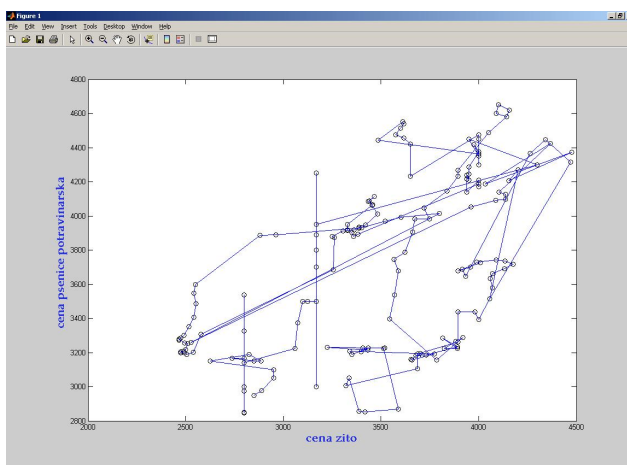 Figure 1
File Edit View Insert Tools Desktop Window Help
4800
4600
4400
4200
4000
3800
3600
3400
3200
3000
2800
cena psenice potravinarska
2000 2500 3000 3500 4000 4500
cena zito